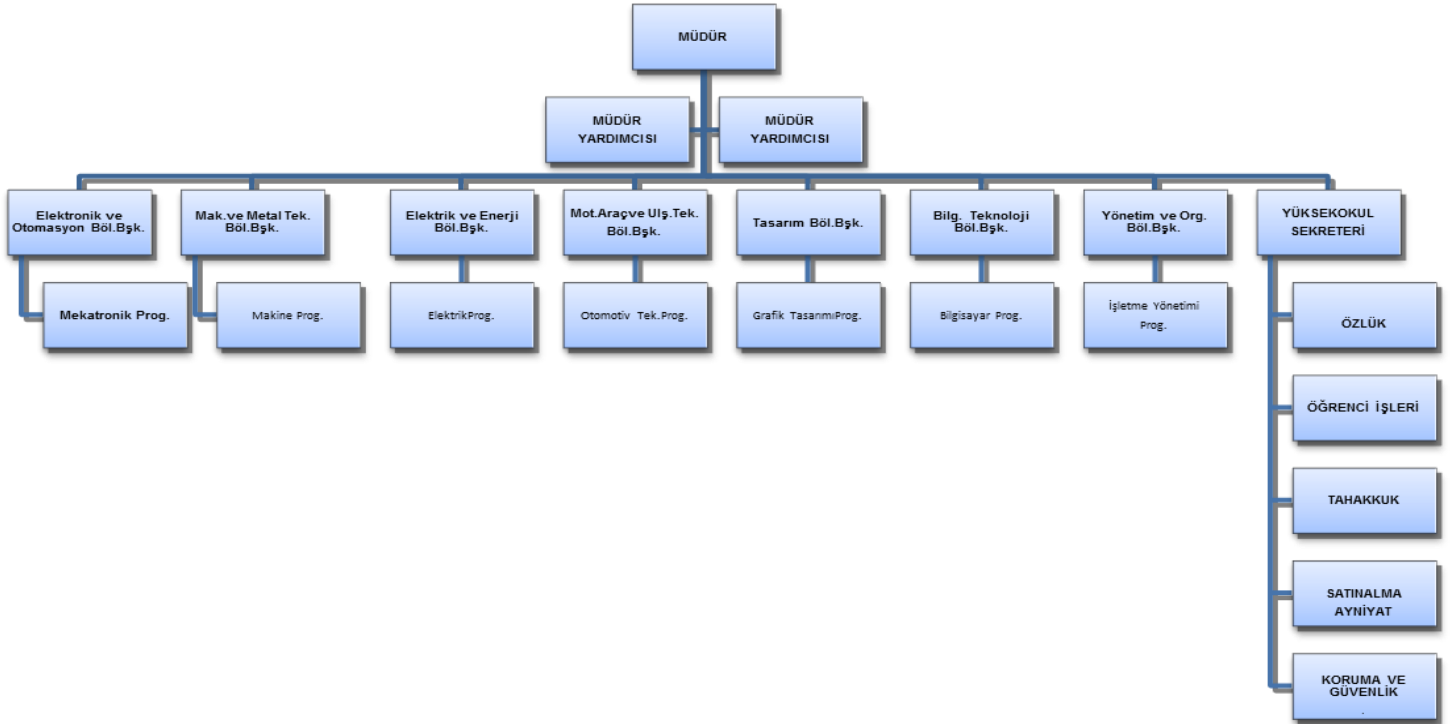 MÜDÜR
MÜDÜR
YARDIMCISI
MÜDÜR
YARDIMCISI
Elektronik ve
Otomasyon Böl.Bşk.
Mak.ve Metal Tek.
Böl.Bşk.
Elektrik ve Enerji
Böl.Bşk.
Mot.Araçve Ulş.Tek.
Böl.Bşk.
Tasarım Böl.Bşk.
Bilg. Teknoloji
Böl.Bşk.
Yönetim ve Org.
Böl.Bşk.
YÜKSEKOKUL
SEKRETERİ
Mekatronik Prog.
Makine Prog.
ElektrikProg.
Otomotiv Tek.Prog.
Grafik TasarımıProg.
Bilgisayar Prog.
İşletme Yönetimi
Prog.
ÖZLÜK
ÖĞRENCİ İŞLERİ
TAHAKKUK
SATINALMA
AYNİYAT
KORUMA VE
GÜVENLİK
.